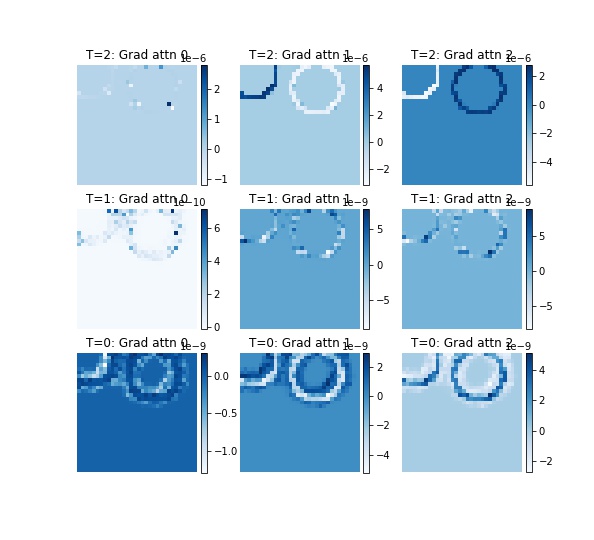 T=2: Grad attn 0
T=2: Grad attn 1
T=2: Grad attn 2
1e−6
1e−6
1e−6
2
1
0
−1
4
2
0
−2
2
0
−2
−4
T=1: Grad attn 0
T=1: Grad attn 1
T=1: Grad attn 2
1e−10
1e−9
1e−9
6
4
2
0
5
0
−5
5
0
−5
T=0: Grad attn 0
T=0: Grad attn 1
T=0: Grad attn 2
1e−9
1e−9
1e−9
0.0
−0.5
−1.0
2
0
−2
−4
4
2
0
−2